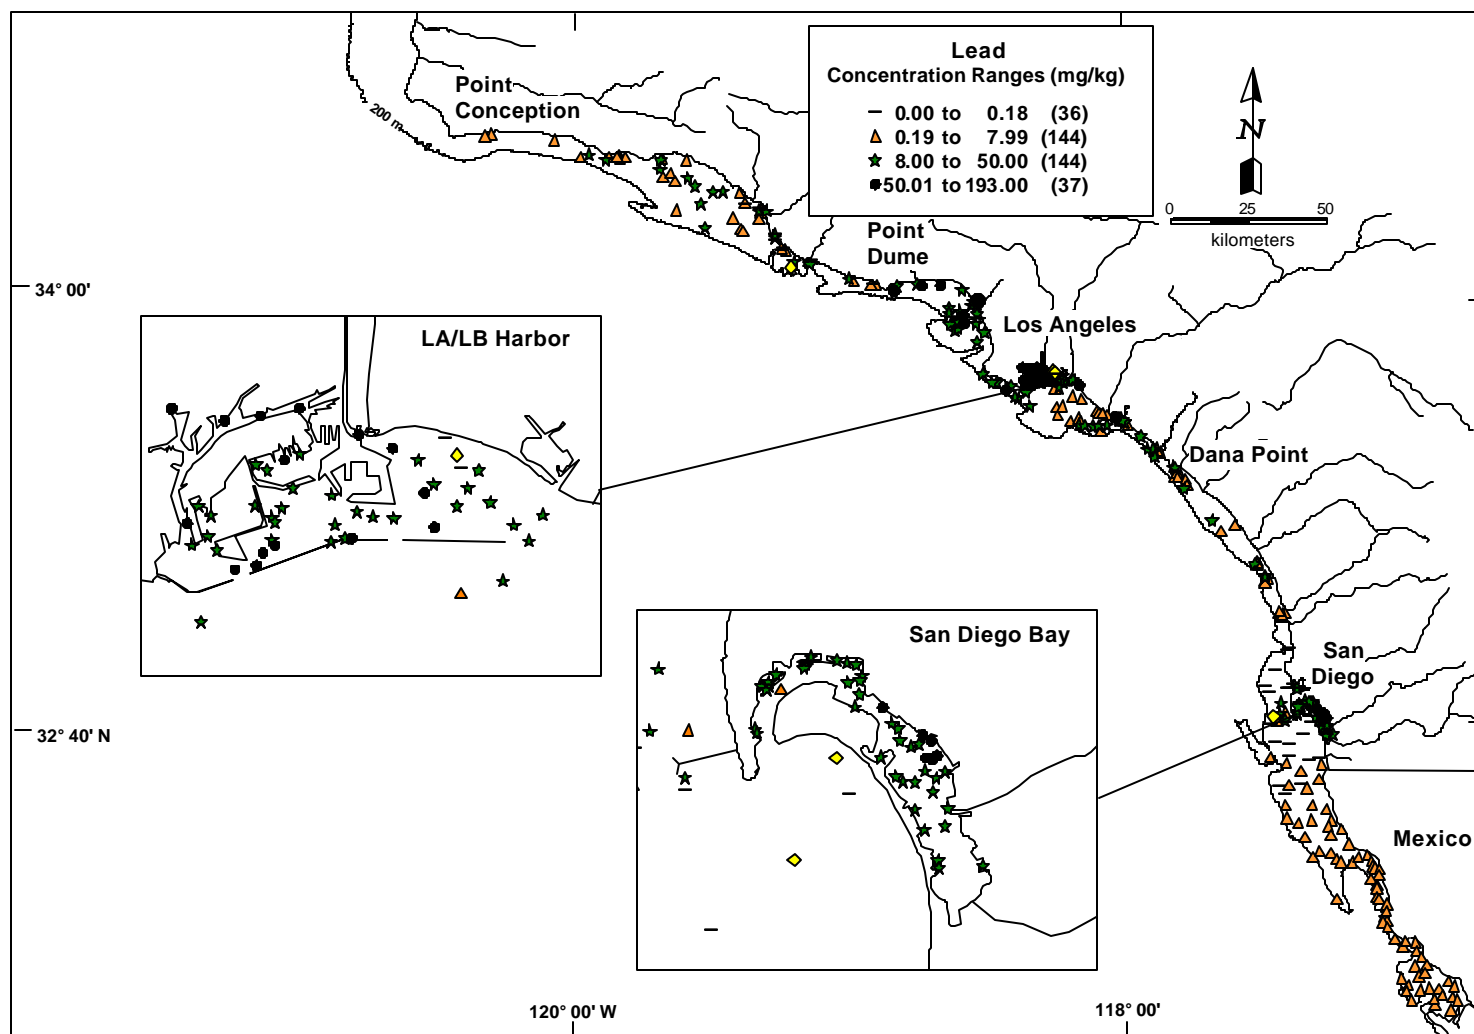 Lead
Concentration Ranges (mg/kg)
0.00 to 0.18 (36)
0.19 to 7.99 (144)
8.00 to 50.00 (144)
50.01 to 193.00 (37)
N
0 25 50
kilometers
Point
Conception
200 m
Point
Dume
34° 00'
Los Angeles
LA/LB Harbor
Dana Point
San Diego Bay
San
Diego
32° 40' N
Mexico
120° 00' W
118° 00'